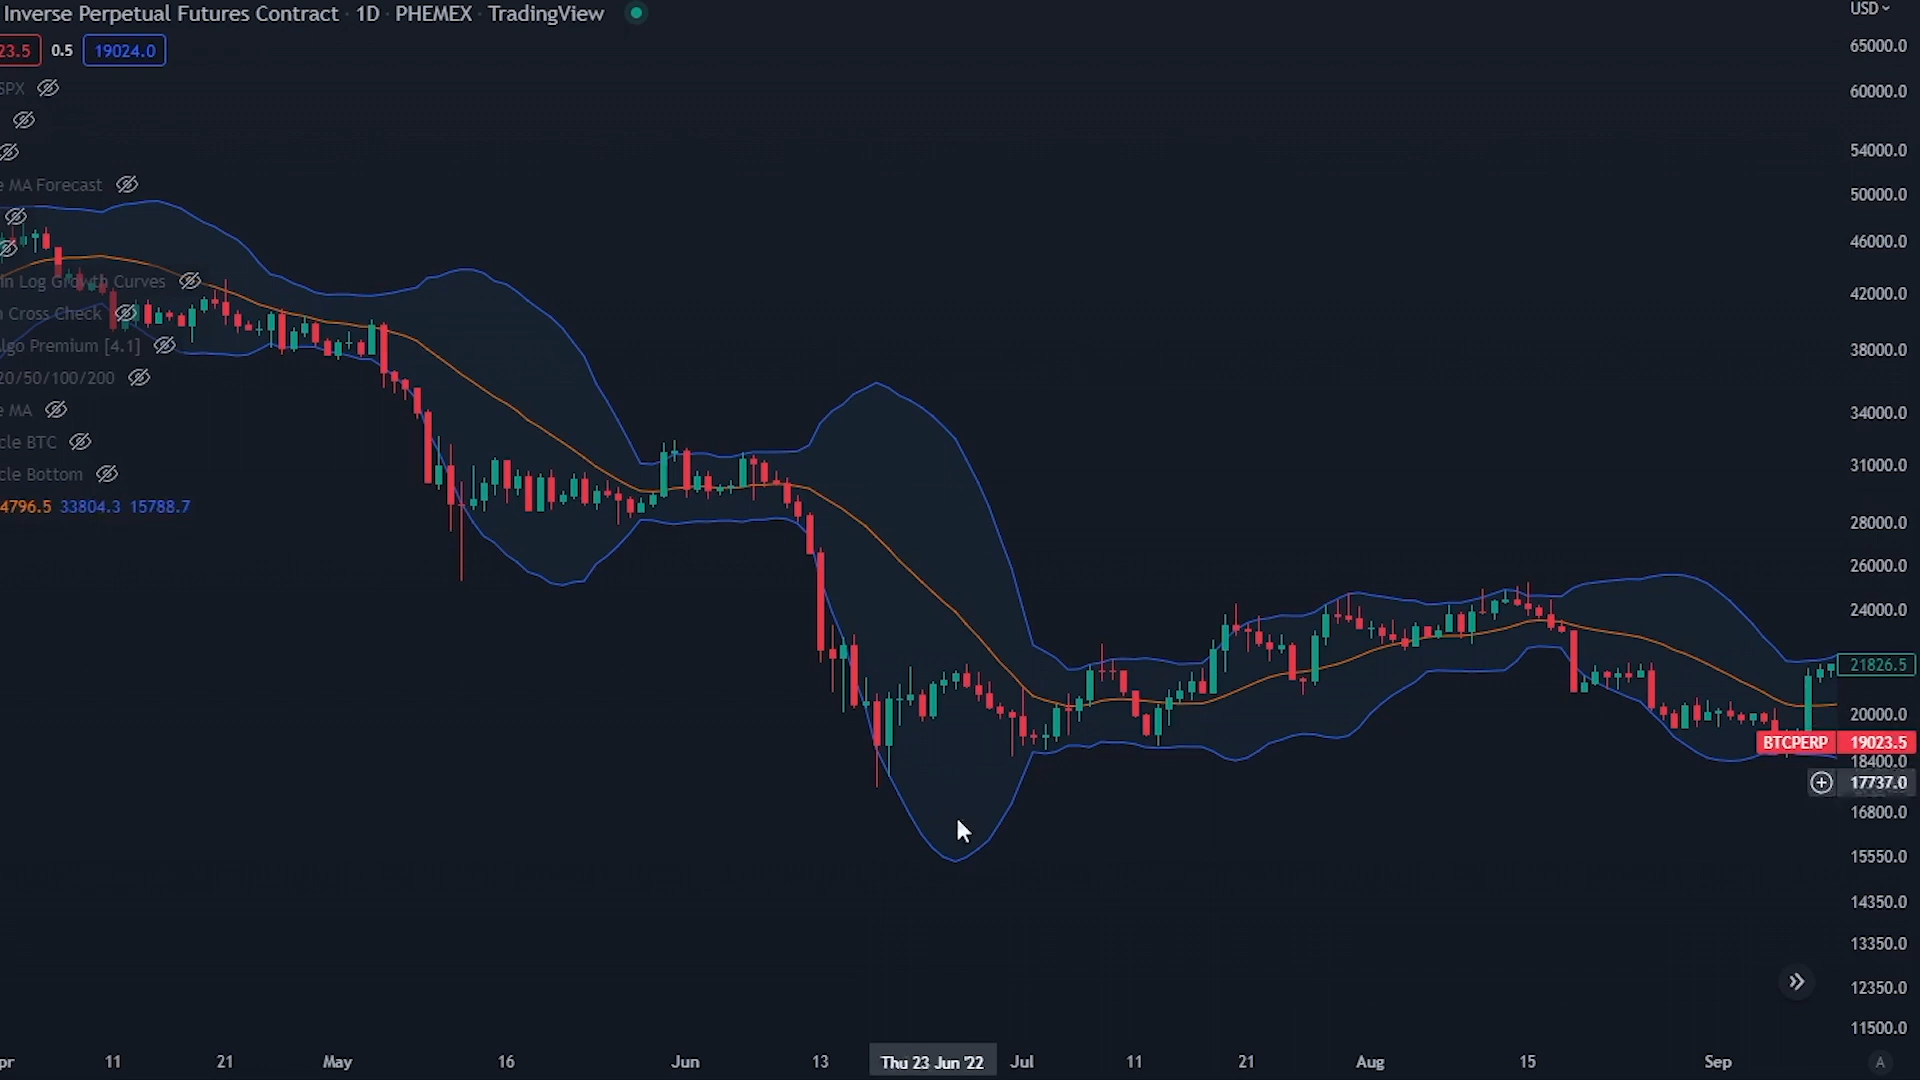 Inverse Perpetual Futures Contract · 1D · PHEMEX · TradingView
23.5 0.5 19024.0
SPX
e MA Forecast
in Log Growth Curves
n Cross Check
lgo Premium [4.1]
20/50/100/200
e MA
cle BTC
cle Bottom
4796.5 33804.3 15788.7
USD
65000.0
60000.0
54000.0
50000.0
46000.0
42000.0
38000.0
34000.0
31000.0
28000.0
26000.0
24000.0
21826.5
20000.0
BTCPERP 19023.5
18400.0
17737.0
16800.0
15550.0
14350.0
13350.0
12350.0
11500.0
pr 11 21 May 16 Jun 13 Thu 23 Jun '22 Jul 11 21 Aug 15 Sep A